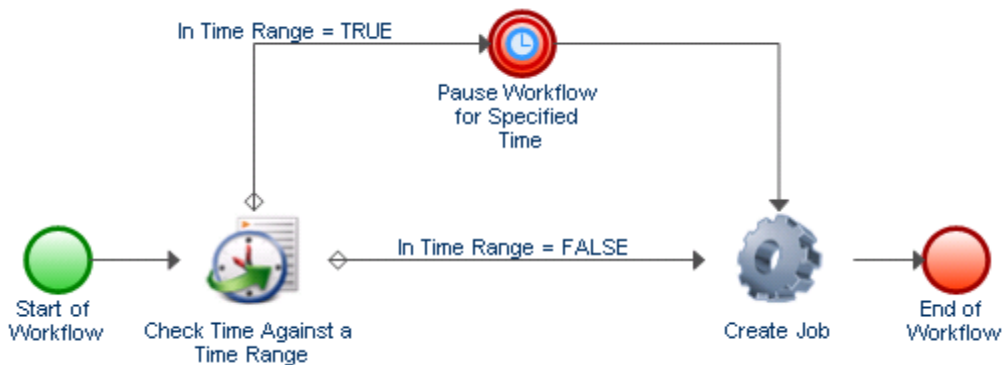 In Time Range = TRUE
Pause Workflow
for Specified
Time
In Time Range = FALSE
Start of
Workflow
Check Time Against a
Time Range
Create Job
End of
Workflow